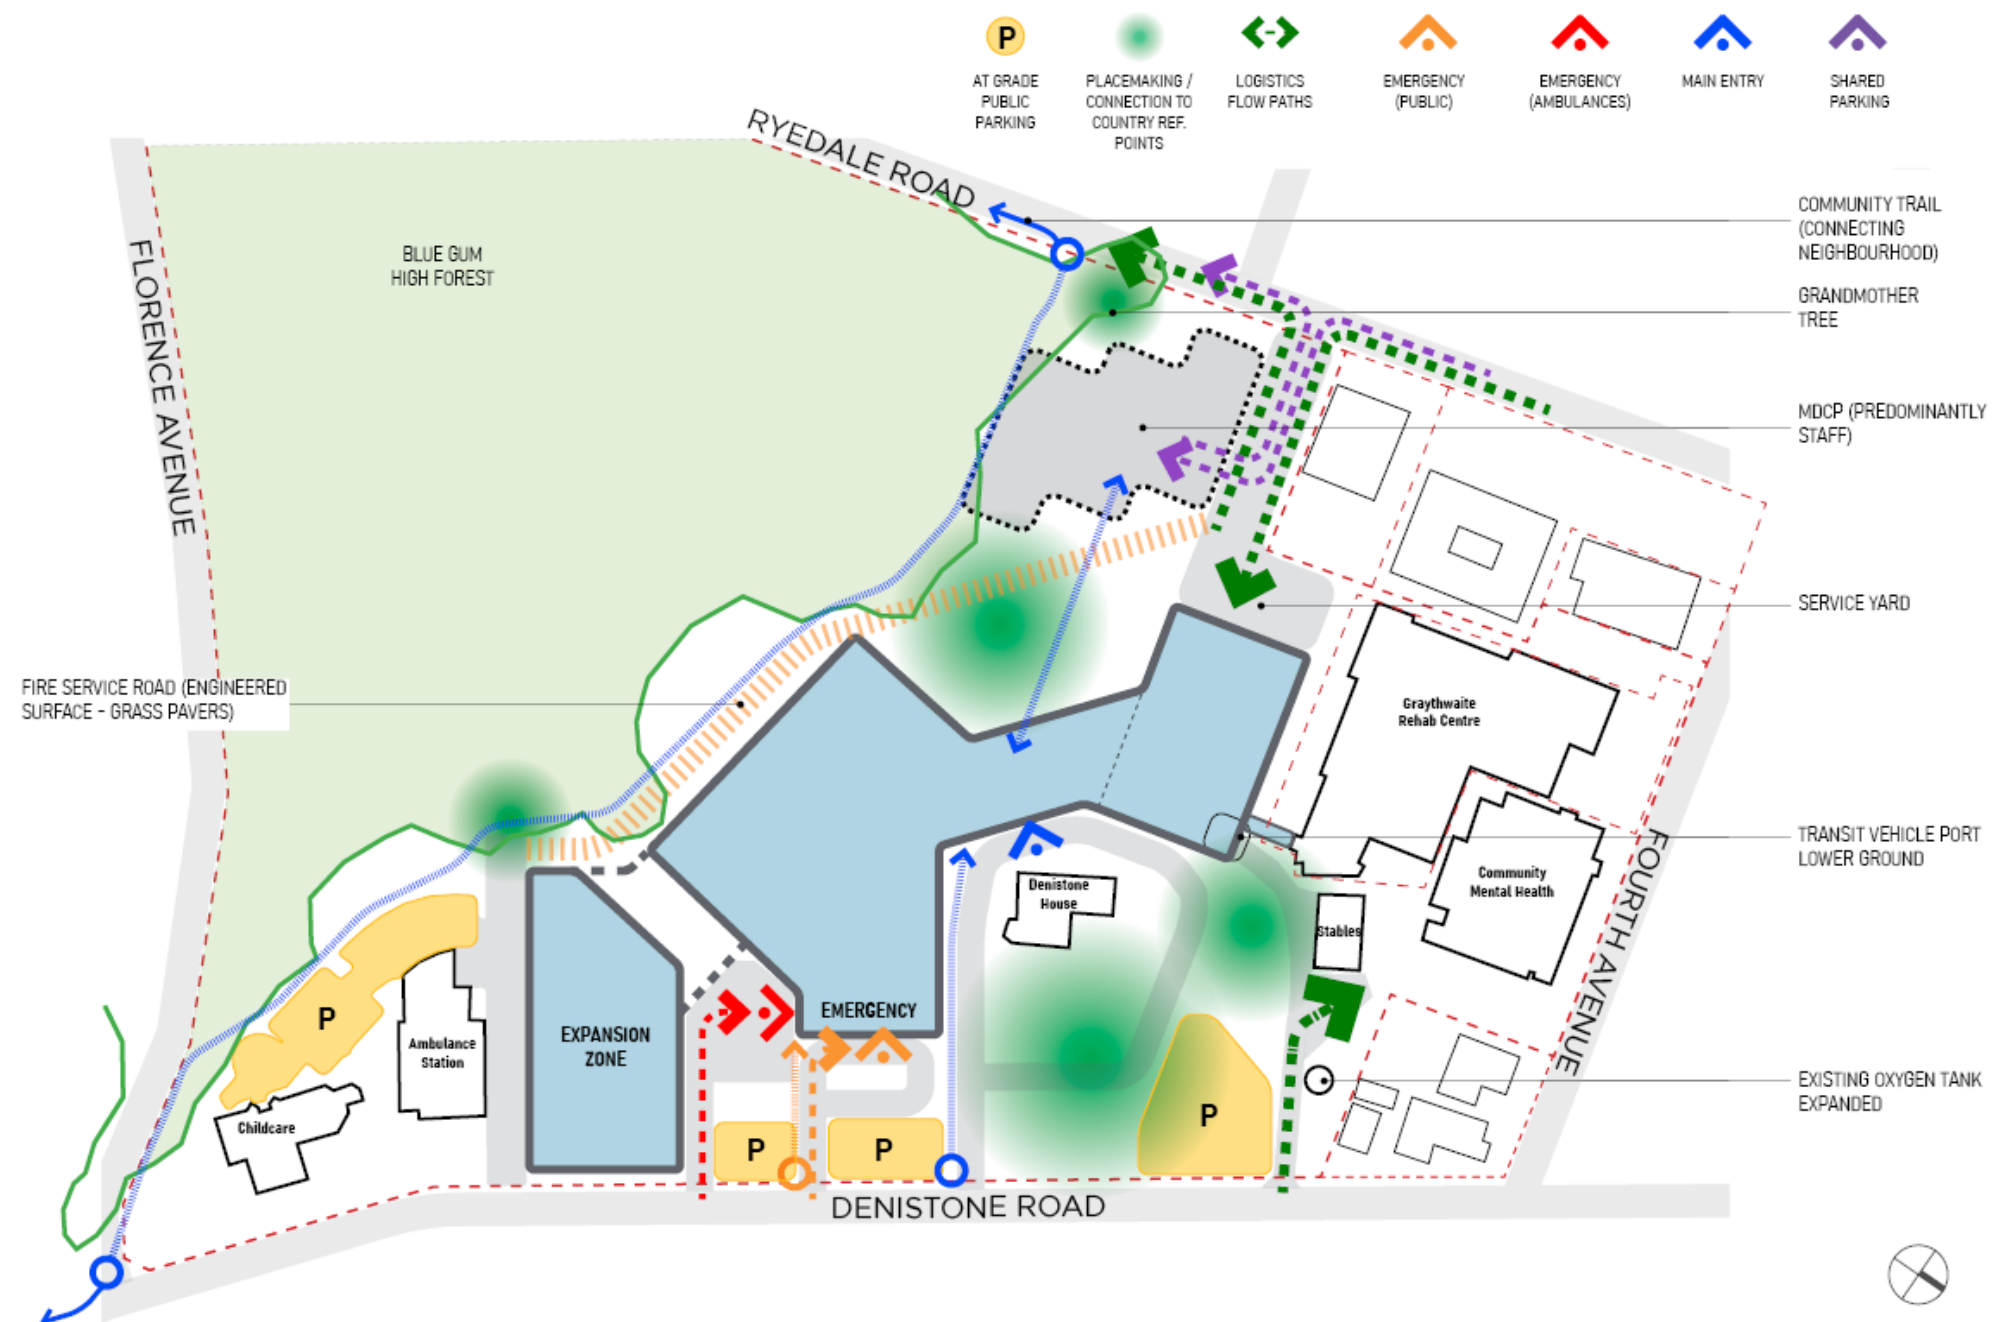 P
AT GRADE
PUBLIC
PARKING
PLACEMAKING /
CONNECTION TO
COUNTRY REF.
POINTS
LOGISTICS
FLOW PATHS
EMERGENCY
(PUBLIC)
EMERGENCY
(AMBULANCES)
MAIN ENTRY
SHARED
PARKING
RYEDALE ROAD
COMMUNITY TRAIL
(CONNECTING
NEIGHBOURHOOD)
FLORENCE AVENUE
BLUE GUM
HIGH FOREST
GRANDMOTHER
TREE
MDCP (PREDOMINANTLY
STAFF)
SERVICE YARD
FIRE SERVICE ROAD (ENGINEERED
SURFACE - GRASS PAVERS)
Graythwaite
Rehab Centre
TRANSIT VEHICLE PORT
LOWER GROUND
FOURTH AVENUE
Community
Mental Health
Denistone
House
Stables
P
Ambulance
Station
EXPANSION
ZONE
EMERGENCY
EXISTING OXYGEN TANK
EXPANDED
Childcare
P
P
P
DENISTONE ROAD